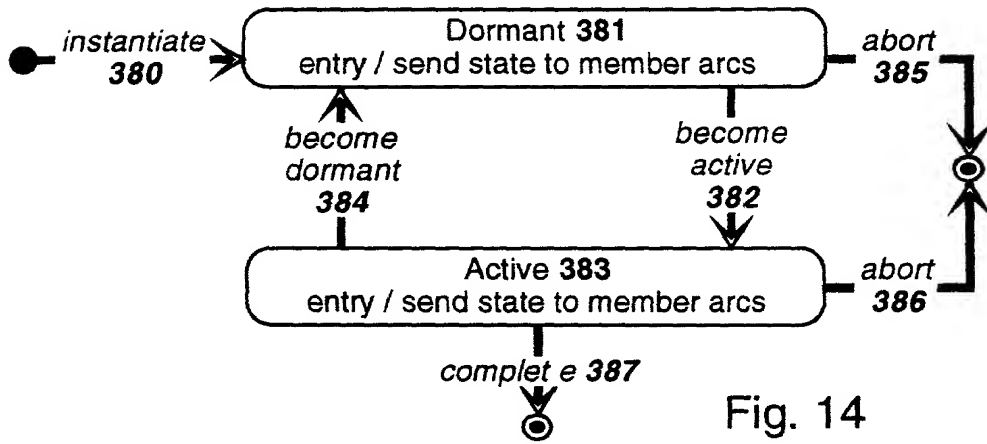 instantiate
380
Dormant 381
entry / send state to member arcs
abort
385
become
dormant
384
become
active
382
Active 383
entry / send state to member arcs
abort
386
complet e 387
Fig. 14